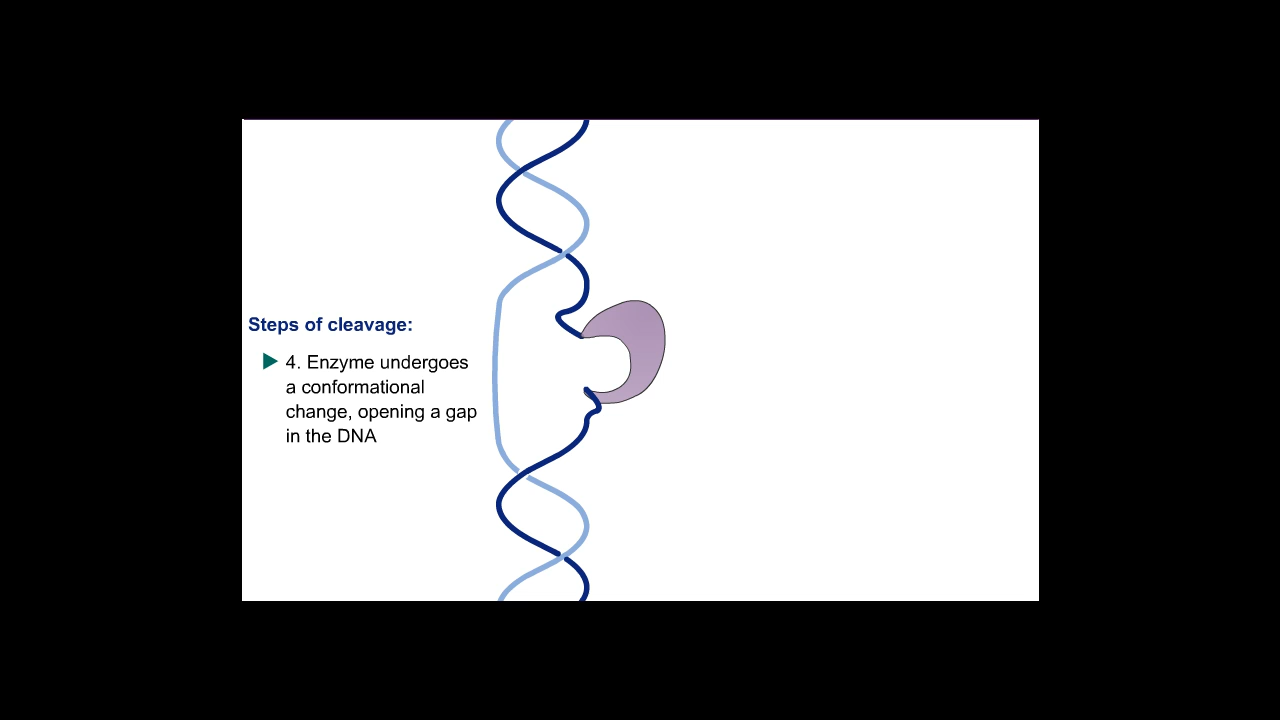 Steps of cleavage:
4. Enzyme undergoes
a conformational
change, opening a gap
in the DNA